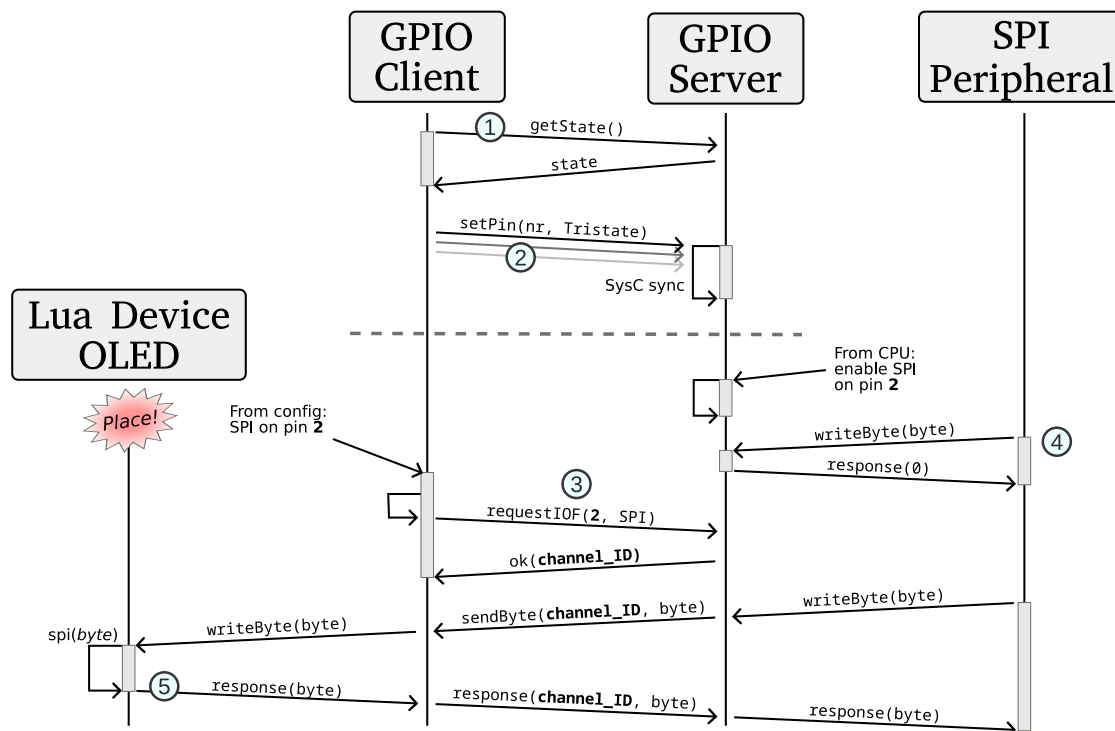 GPIO
Client
GPIO
Server
SPI
Peripheral
1
getState()
state
setPin(nr, Tristate)
2
SysC sync
Lua Device
OLED
Place!
From CPU:
enable SPI
on pin 2
From config:
SPI on pin 2
writeByte(byte)
4
response(0)
3
requestIOF(2, SPI)
ok(channel_ID)
writeByte(byte)
sendByte(channel_ID, byte)
writeByte(byte)
spi(byte)
5
response(byte)
response(channel_ID, byte)
response(byte)